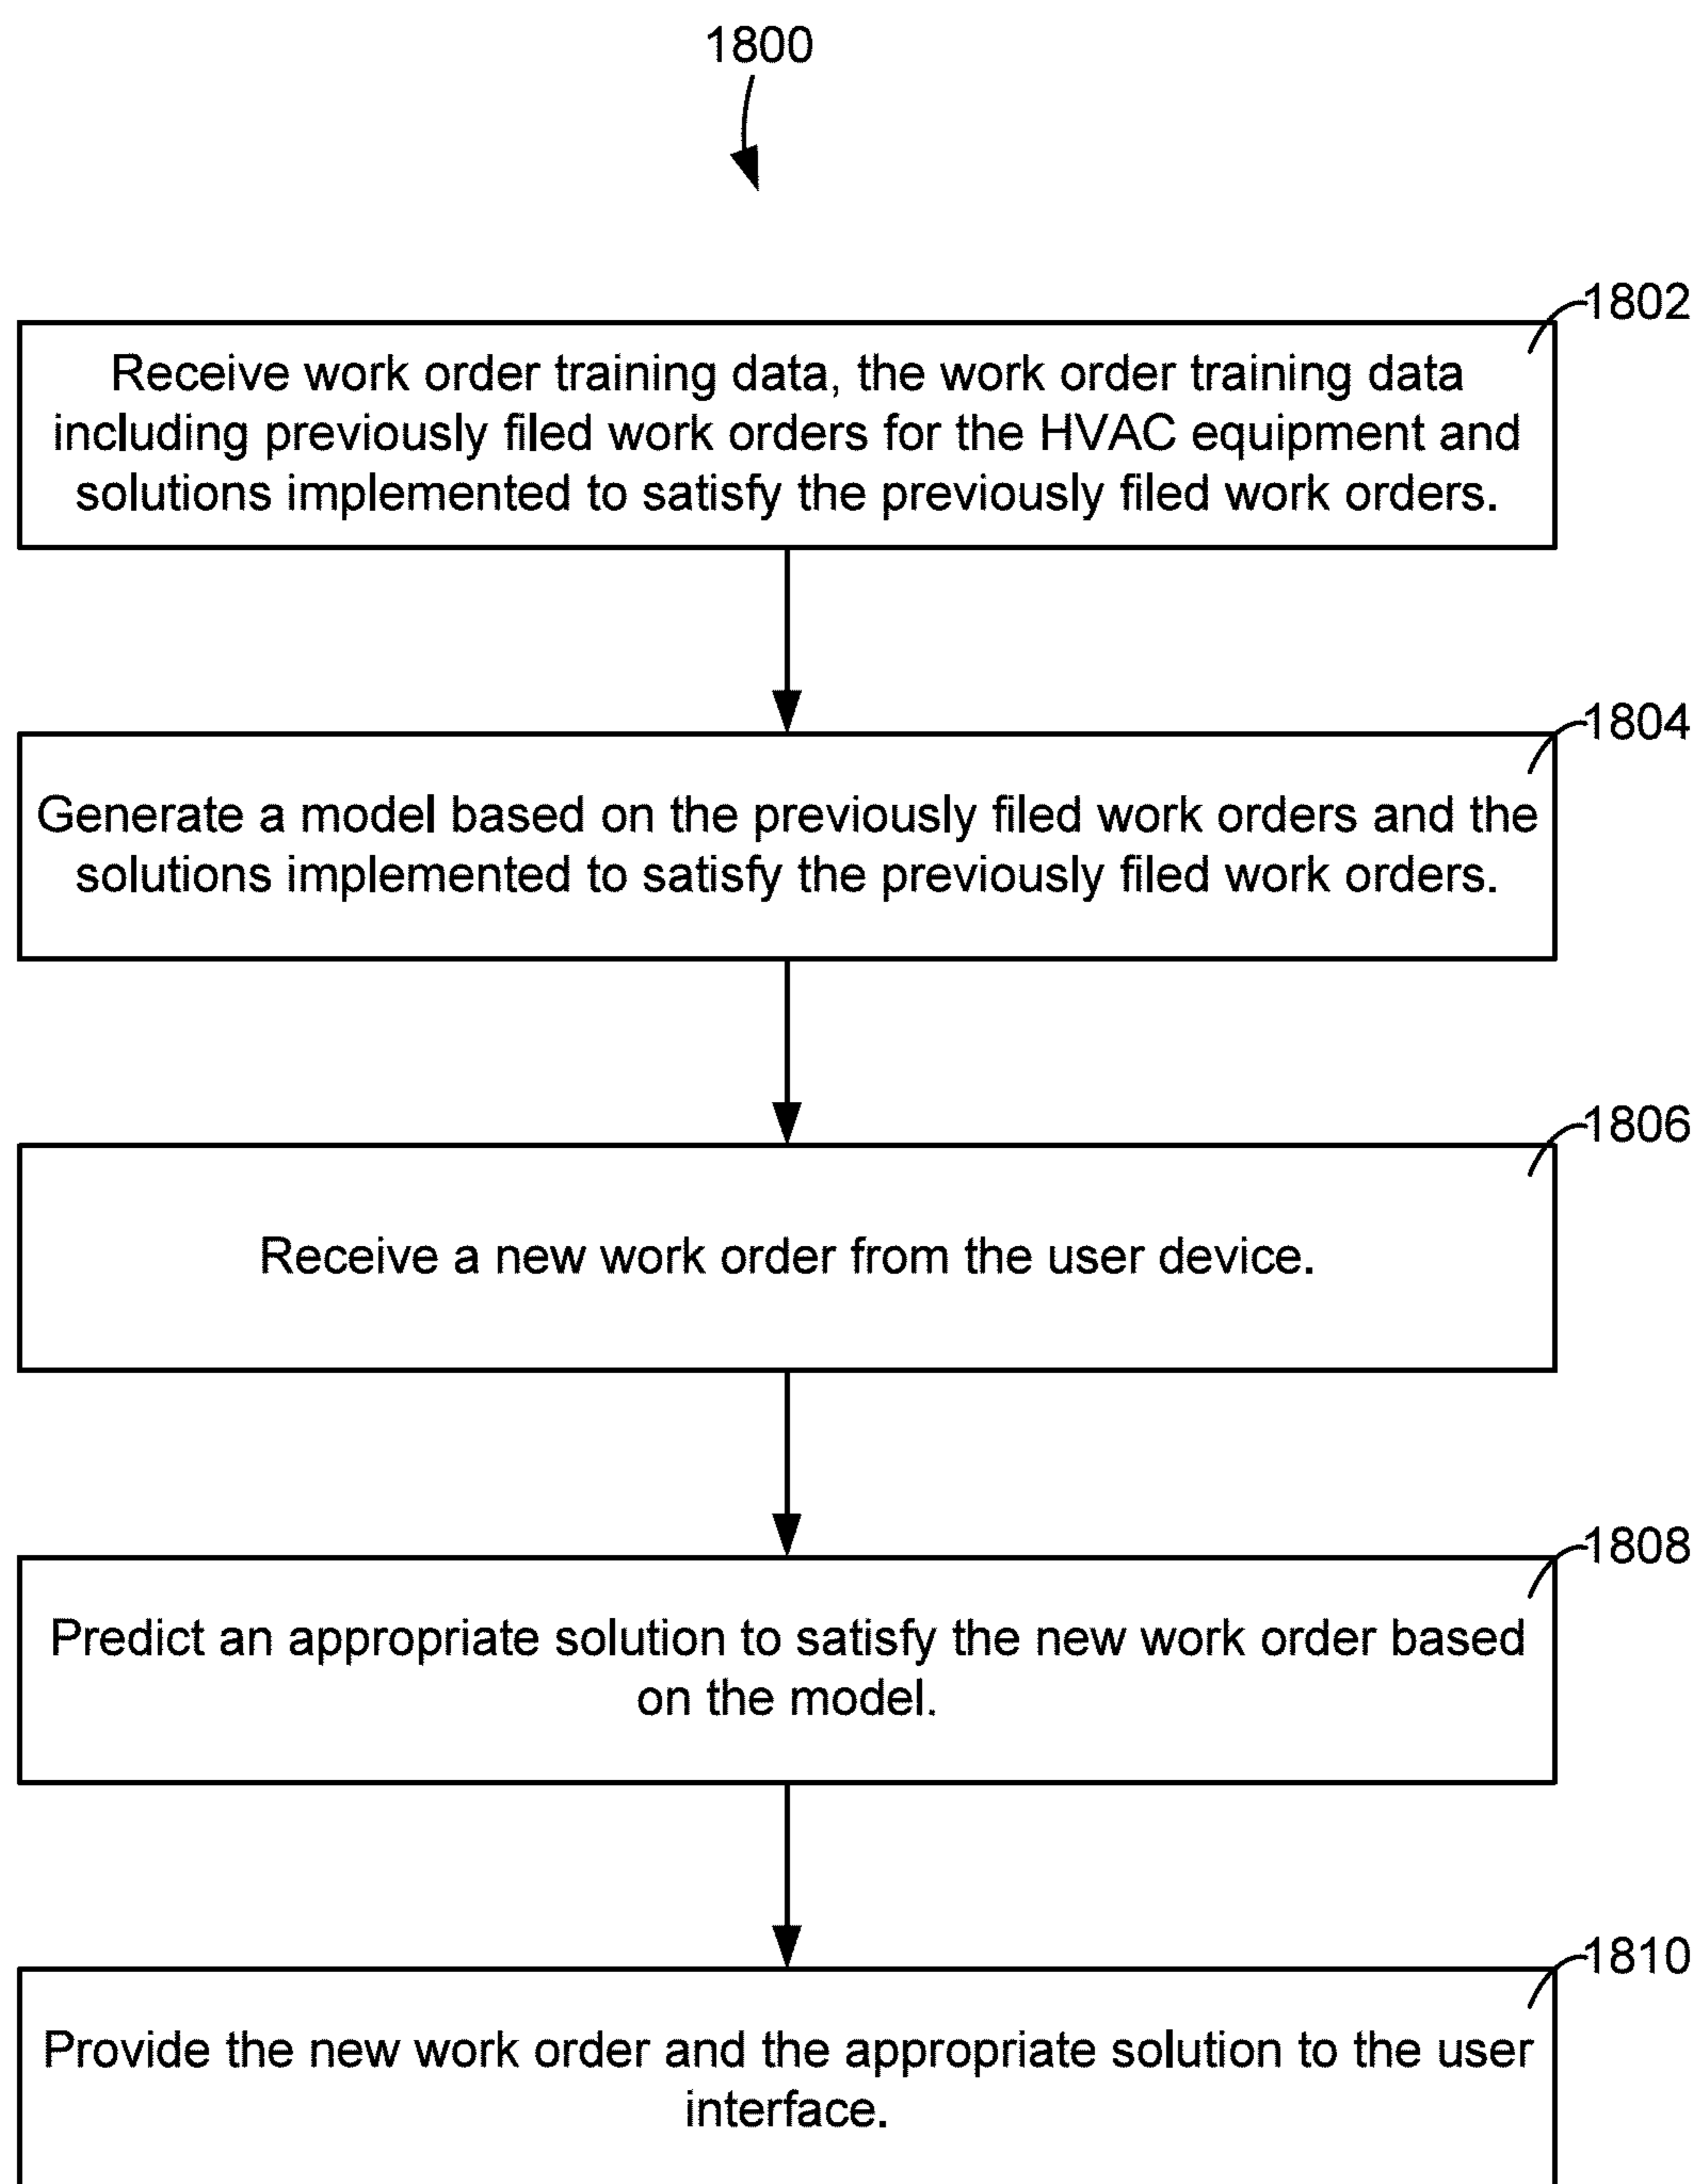 1800
1802
Receive work order training data, the work order training data
including previously filed work orders for the HVAC equipment and
solutions implemented to satisfy the previously filed work orders.
1804
Generate a model based on the previously filed work orders and the
solutions implemented to satisfy the previously filed work orders.
1806
Receive a new work order from the user device.
1808
Predict an appropriate solution to satisfy the new work order based
on the model.
1810
Provide the new work order and the appropriate solution to the user
interface.